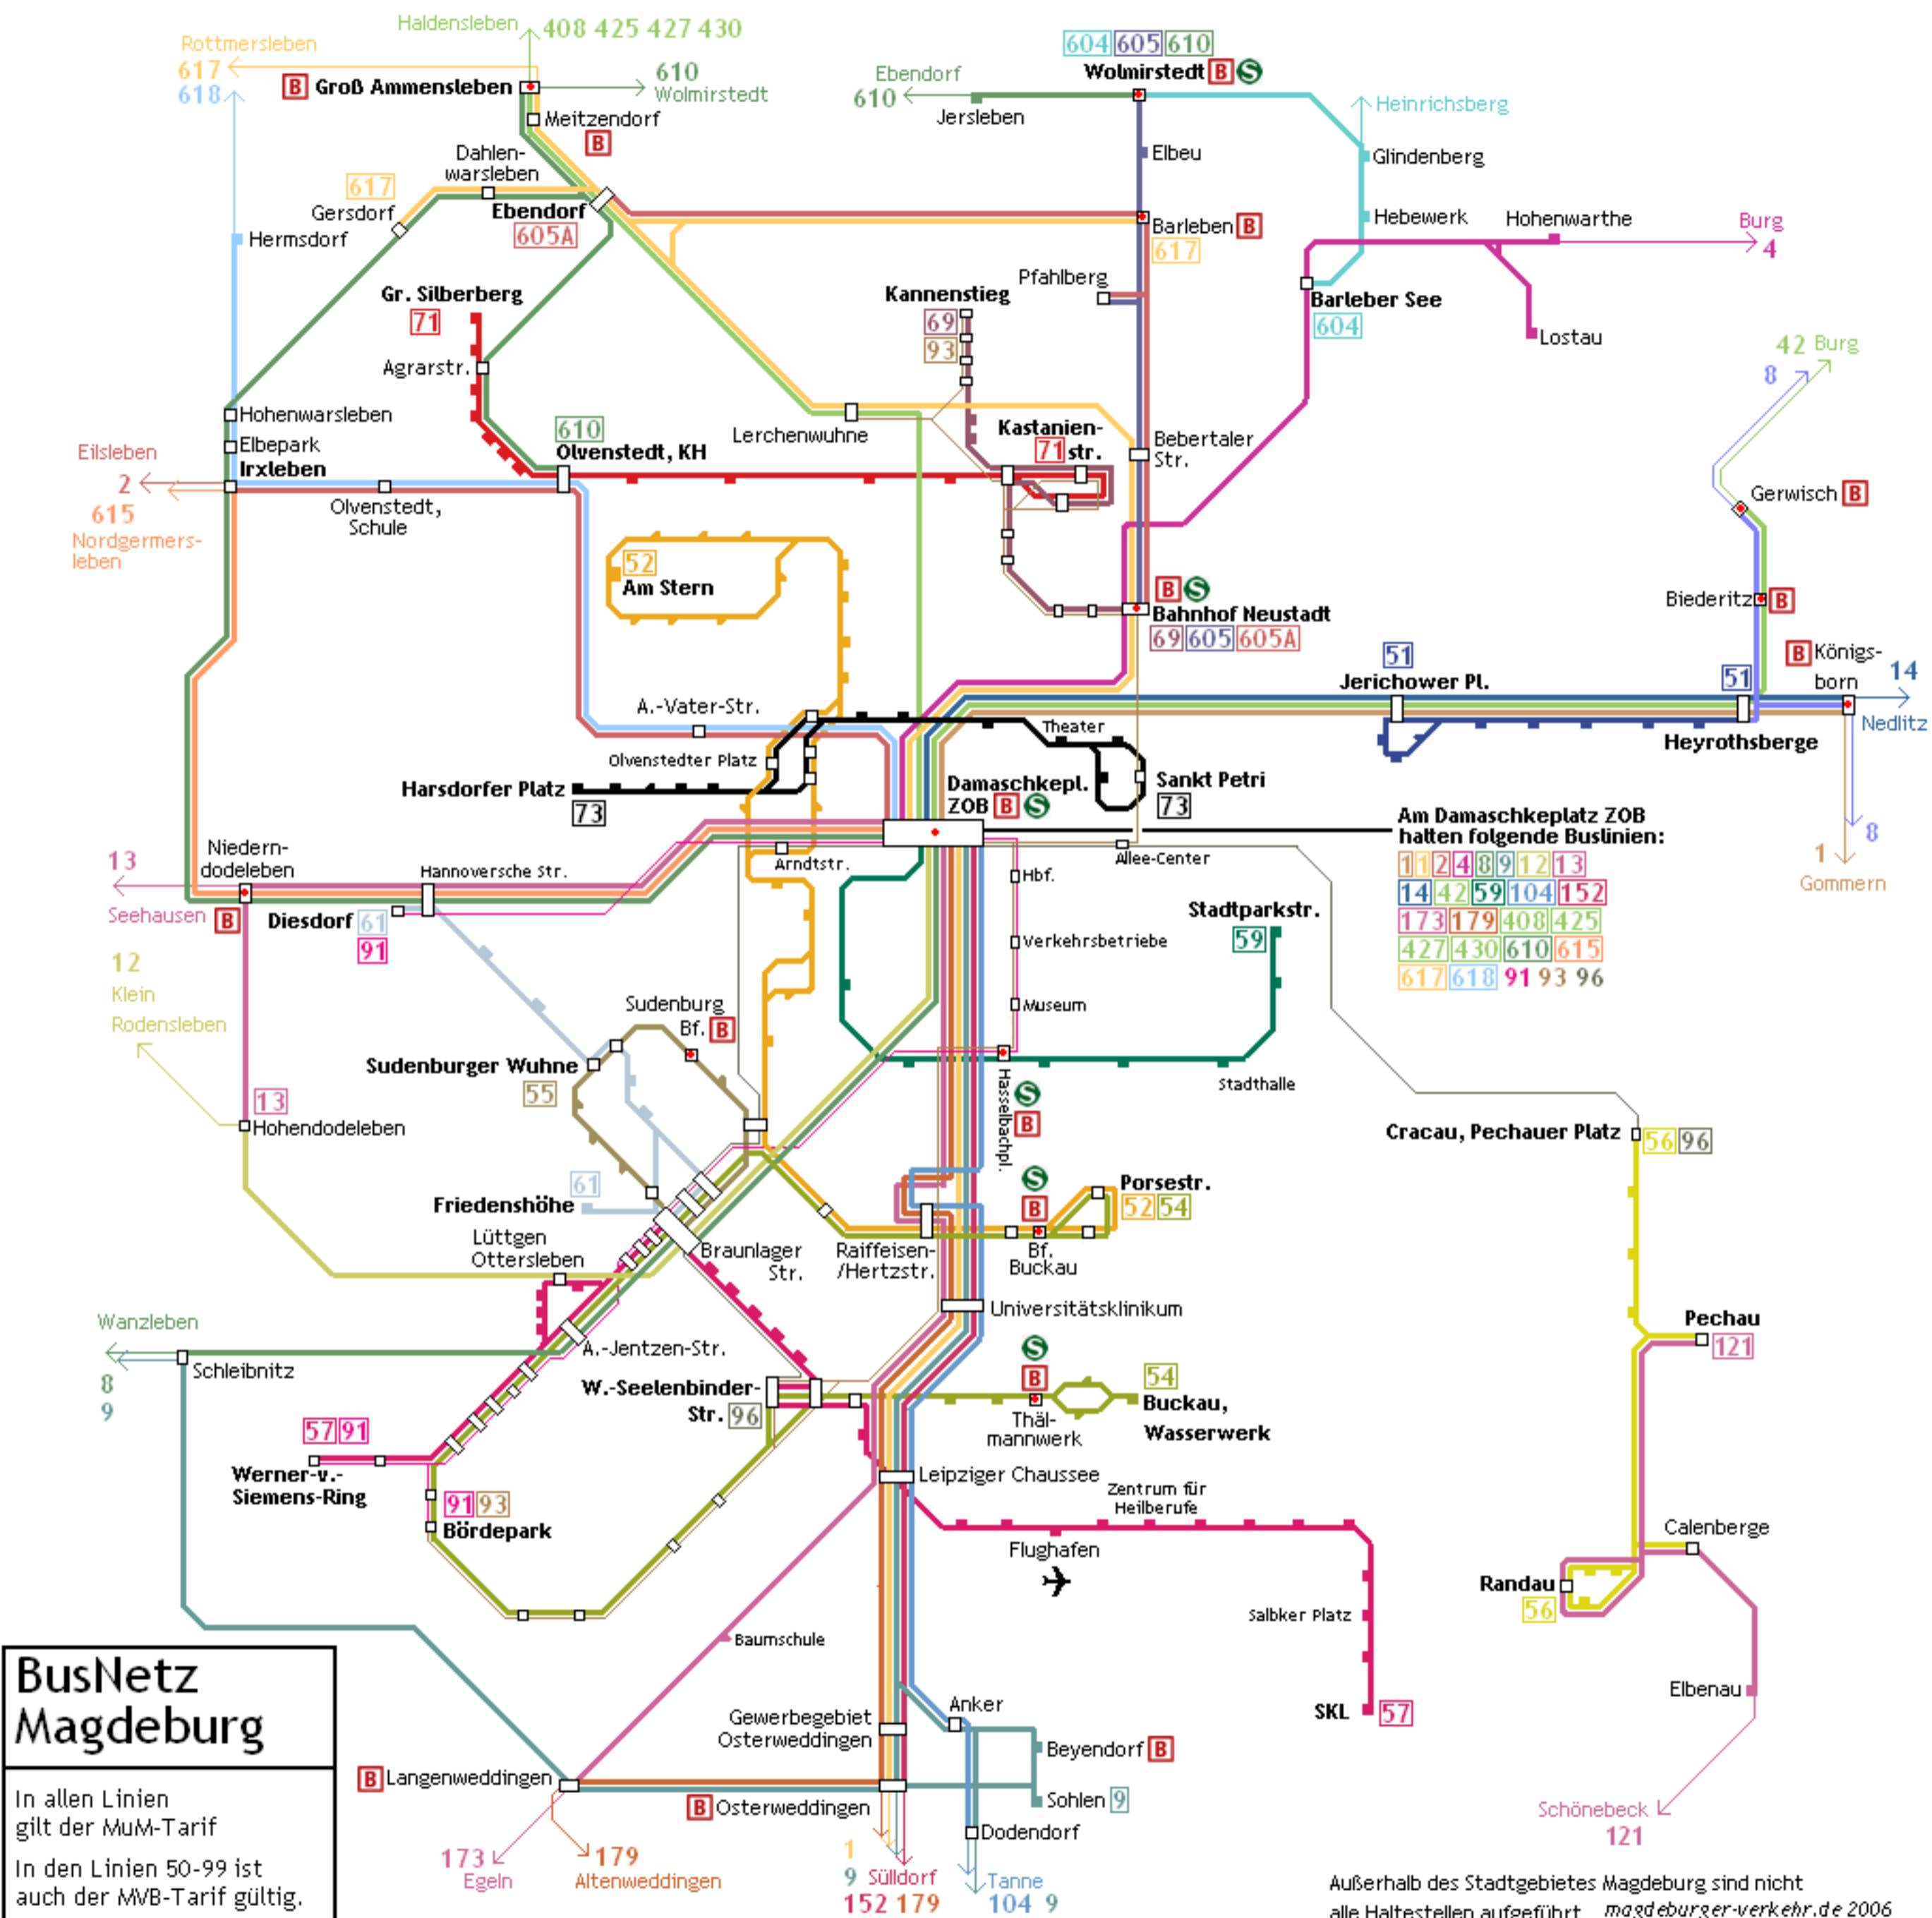 Haldensleben
408 425 427 430
Rottmersleben
617
618
B Groß Ammensleben
610
Wolmirstedt
Meitzendorf
B
Dahlen-
warsleben
617
Gersdorf
Ebendorf
605A
Hermsdorf
604 605 610
Wolmirstedt B S
Ebendorf
610
Jersleben
Elbeu
Heinrichsberg
Glindenberg
Hebewerk
Hohenwarthe
Burg
4
Barleben B
617
Pfahlberg
Barleber See
604
Lostau
Gr. Silberberg
71
Agrarstr.
Kannenstieg
69
93
42 Burg
8
Hohenwarsleben
Elbepark
Irxleben
Eilsleben
2
615
Nordgermers-
leben
Olvenstedt,
Schule
610
Olvenstedt, KH
Lerchenwuhne
Kastanien-
71 str.
Bebertaler
Str.
Gerwisch B
52
Am Stern
B S
Bahnhof Neustadt
69 605 605A
Biederitz B
B Königs-
born
14
Nedlitz
51
Jerichower Pl.
51
Heyrothsberge
A.-Vater-Str.
Olvenstedter Platz
Theater
Harsdorfer Platz
73
Damaschkepl.
ZOB B S
Sankt Petri
73
Am Damaschkeplatz ZOB
halten folgende Buslinien:
1 1 2 4 8 9 12 13
14 42 59 104 152
173 179 408 425
427 430 610 615
617 618 91 93 96
8
1
Gommern
Niedern-
dodeleben
13
Seehausen
B
Hannoversche Str.
Diesdorf 61
91
Arndtstr.
Allee-Center
Hbf.
Verkehrsbetriebe
Museum
Stadtparkstr.
59
Stadthalle
12
Klein
Rodensleben
Sudenburg
Bf. B
Sudenburger Wuhne
55
Hasselbachpl.
S
B
13
Hohendodeleben
Cracau, Pechauer Platz 56 96
61
Friedenshöhe
Lüttgen
Ottersleben
Braunlager
Str.
Raiffeisen-
/Hertzstr.
S
B
Bf.
Buckau
Porsestr.
52 54
Universitätsklinikum
Wanzleben
8
9
Schleibnitz
A.-Jentzen-Str.
W.-Seelenbinder-
Str. 96
S
B
Thäl-
mannwerk
54
Buckau,
Wasserwerk
Pechau
121
57 91
Werner-v.-
Siemens-Ring
91 93
Bördepark
Leipziger Chaussee
Zentrum für
Heilberufe
Flughafen
Calenberge
Randau
56
Salbker Platz
Baumschule
SKL 57
Elbenau
Anker
Gewerbegebiet
Osterweddingen
Beyendorf B
B Langenweddingen
B Osterweddingen
Sohlen 9
Dodendorf
Schönebeck
121
173
Egeln
179
Altenweddingen
1
9 Sülldorf
152 179
Tanne
104 9
BusNetz
Magdeburg
In allen Linien
gilt der MuM-Tarif
In den Linien 50-99 ist
auch der MVB-Tarif gültig.
Außerhalb des Stadtgebietes Magdeburg sind nicht
alle Haltestellen aufgeführt magdeburger-verkehr.de 2006